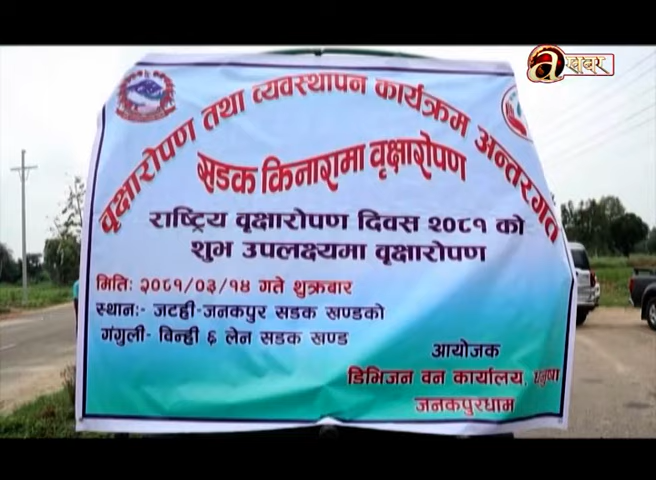 खबर
वृक्षारोपण तथा व्यवस्थापन कार्यक्रम अन्तरगत
सडक किनारामा वृक्षारोपण
राष्ट्रिय वृक्षारोपण दिवस २०८१ को
शुभ उपलक्ष्यमा वृक्षारोपण
मितिः २०८१/०३/१४ गते शुक्रबार
स्थानः- जटही-जनकपुर सडक खण्डको
गंगुली- विन्ही ६ लेन सडक खण्ड
आयोजक
डिभिजन वन कार्यालय, धनुषा
जनकपुरधाम